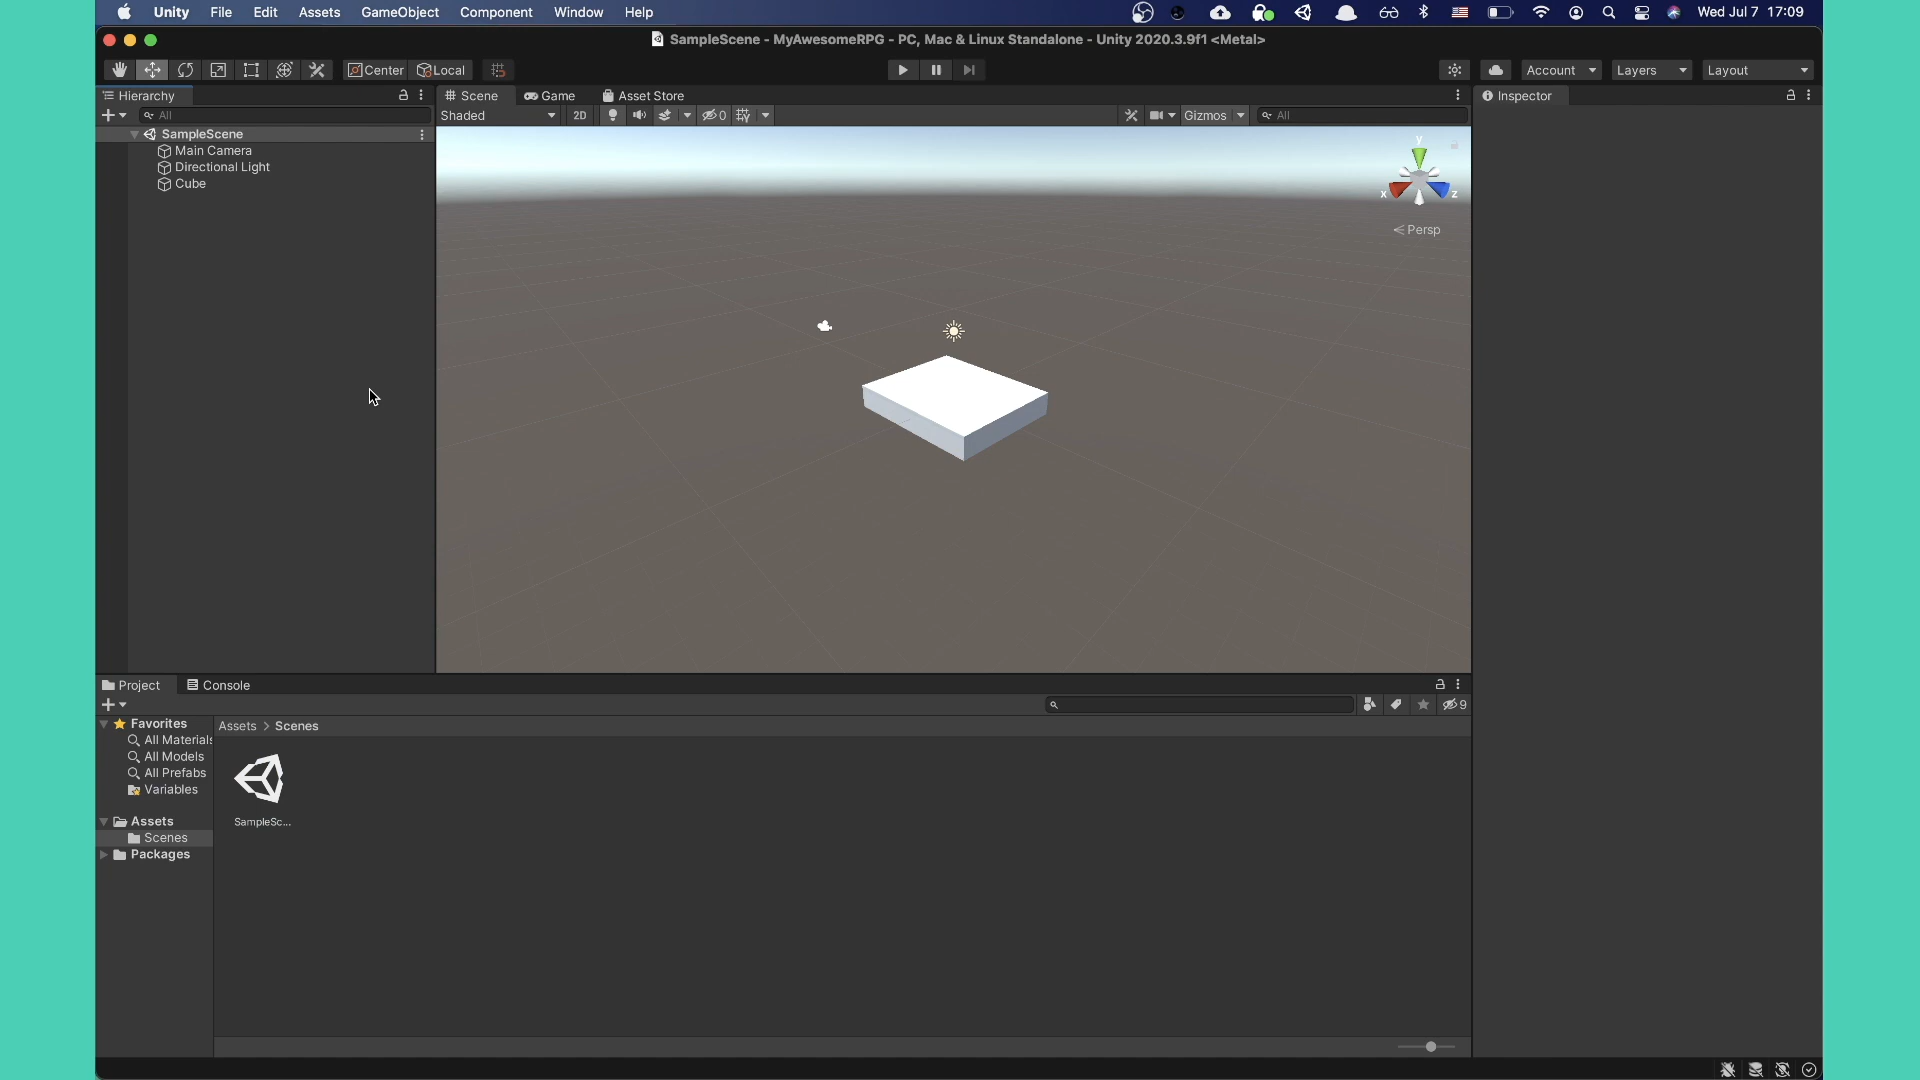 Unity File Edit Assets GameObject Component Window Help Wed Jul 7 17:09
SampleScene - MyAwesomeRPG - PC, Mac & Linux Standalone - Unity 2020.3.9f1 <Metal>
Center Local Account Layers Layout
Hierarchy Scene Game Asset Store Inspector
All Shaded 2D 0 Gizmos All
SampleScene
Main Camera
Directional Light
Cube
y
x z
Persp
Project Console
9
Favorites
All Materials
All Models
All Prefabs
Variables
Assets
Scenes
Packages
Assets > Scenes
SampleSc...